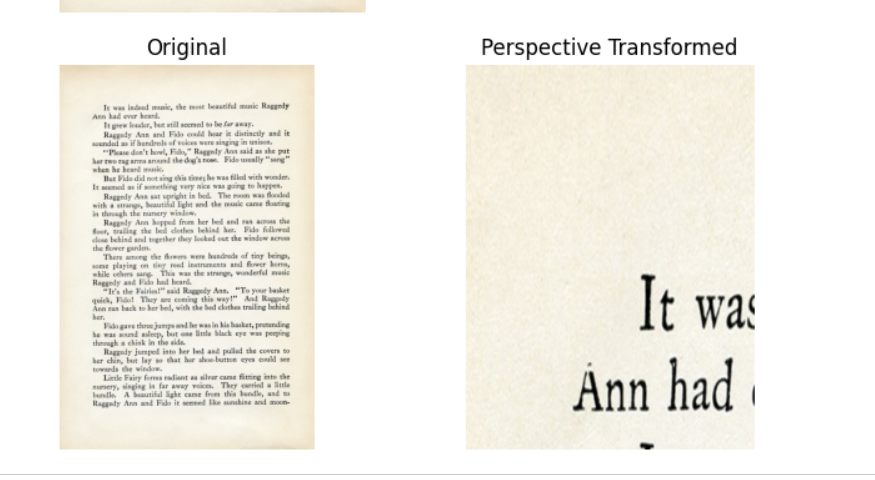 Original
Perspective Transformed
It was indeed music, the most beautiful music Raggedy
Ann had ever heard.
It grew louder, but still seemed to be far away.
Raggedy Ann and Fido could hear it distinctly and it
sounded as if hundreds of voices were singing in unison.
"Please don't howl, Fido," Raggedy Ann said as she put
her two rag arms around the dog's nose. Fido usually "sang"
when he heard music.
But Fido did not sing this time; he was filled with wonder.
It seemed as if something very nice was going to happen.
Raggedy Ann sat upright in bed. The room was flooded
with a strange, beautiful light and the music came floating
in through the nursery window.
Raggedy Ann hopped from her bed and ran across the
floor, trailing the bed clothes behind her. Fido followed
close behind and together they looked out the window across
the flower garden.
There among the flowers were hundreds of tiny beings,
some playing on tiny reed instruments and flower horns,
while others sang. This was the strange, wonderful music
Raggedy and Fido had heard.
"It's the Fairies!" said Raggedy Ann. "To your basket
quick, Fido! They are coming this way!" And Raggedy
Ann ran back to her bed, with the bed clothes trailing behind
her.
Fido gave three jumps and he was in his basket, pretending
he was sound asleep, but one little black eye was peeping
through a chink in the side.
Raggedy jumped into her bed and pulled the covers to
her chin, but lay so that her shoe-button eyes could see
towards the window.
Little Fairy forms radiant as silver came flitting into the
nursery, singing in far away voices. They carried a little
bundle. A beautiful light came from this bundle, and to
Raggedy Ann and Fido it seemed like sunshine and moon-
It was
Ann had